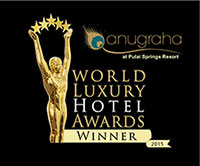 anugraha
at Pulai Springs Resort
WORLD
LUXURY
HOTEL
AWARDS
WINNER
2015